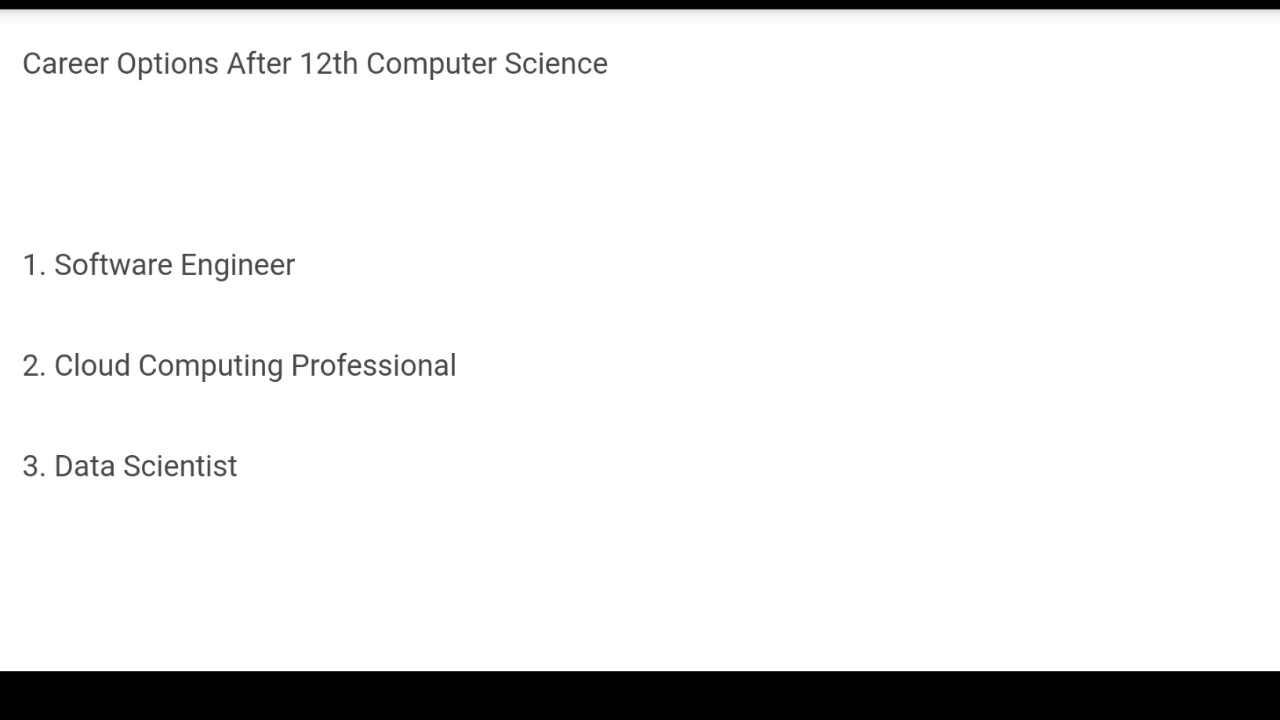 Career Options After 12th Computer Science
1. Software Engineer
2. Cloud Computing Professional
3. Data Scientist